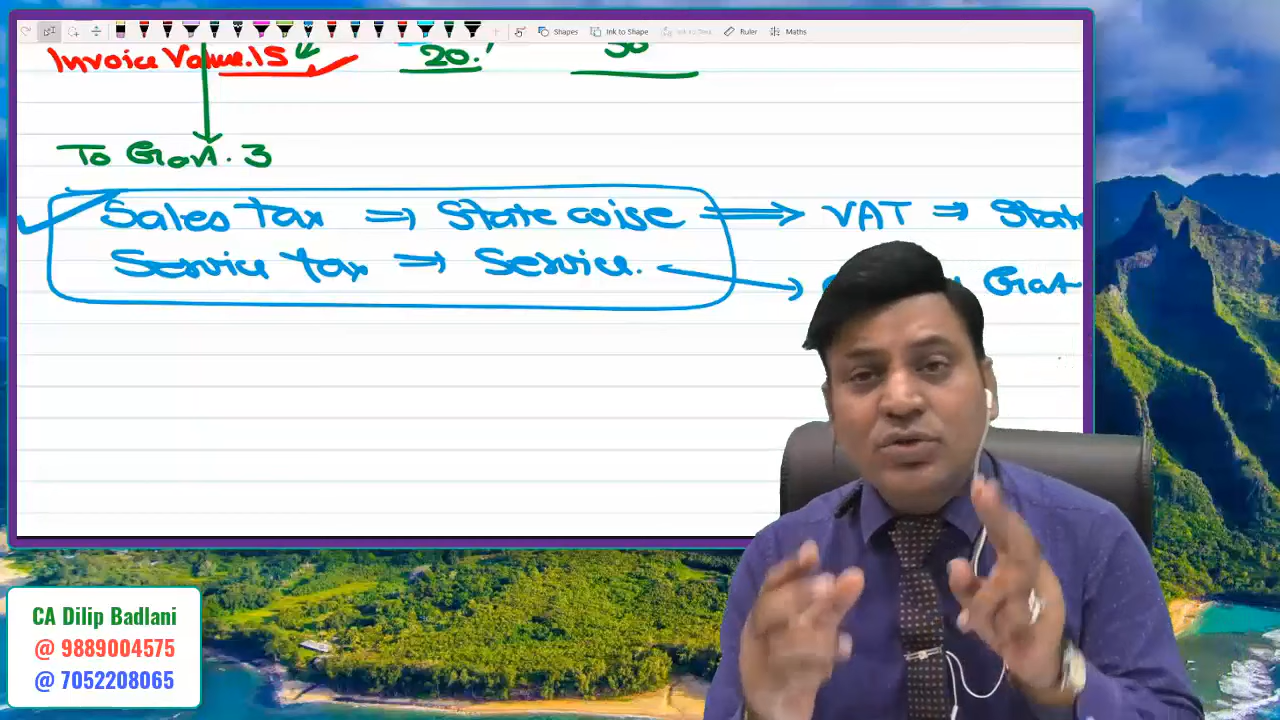 Shapes Ink to Shape Ruler Maths
Invoice Value.15 20. 30
To Govt. 3
Sales Tax ⇒ State wise ⇒ VAT ⇒ State
Service Tax ⇒ Service. → Govt
CA Dilip Badlani
@ 9889004575
@ 7052208065